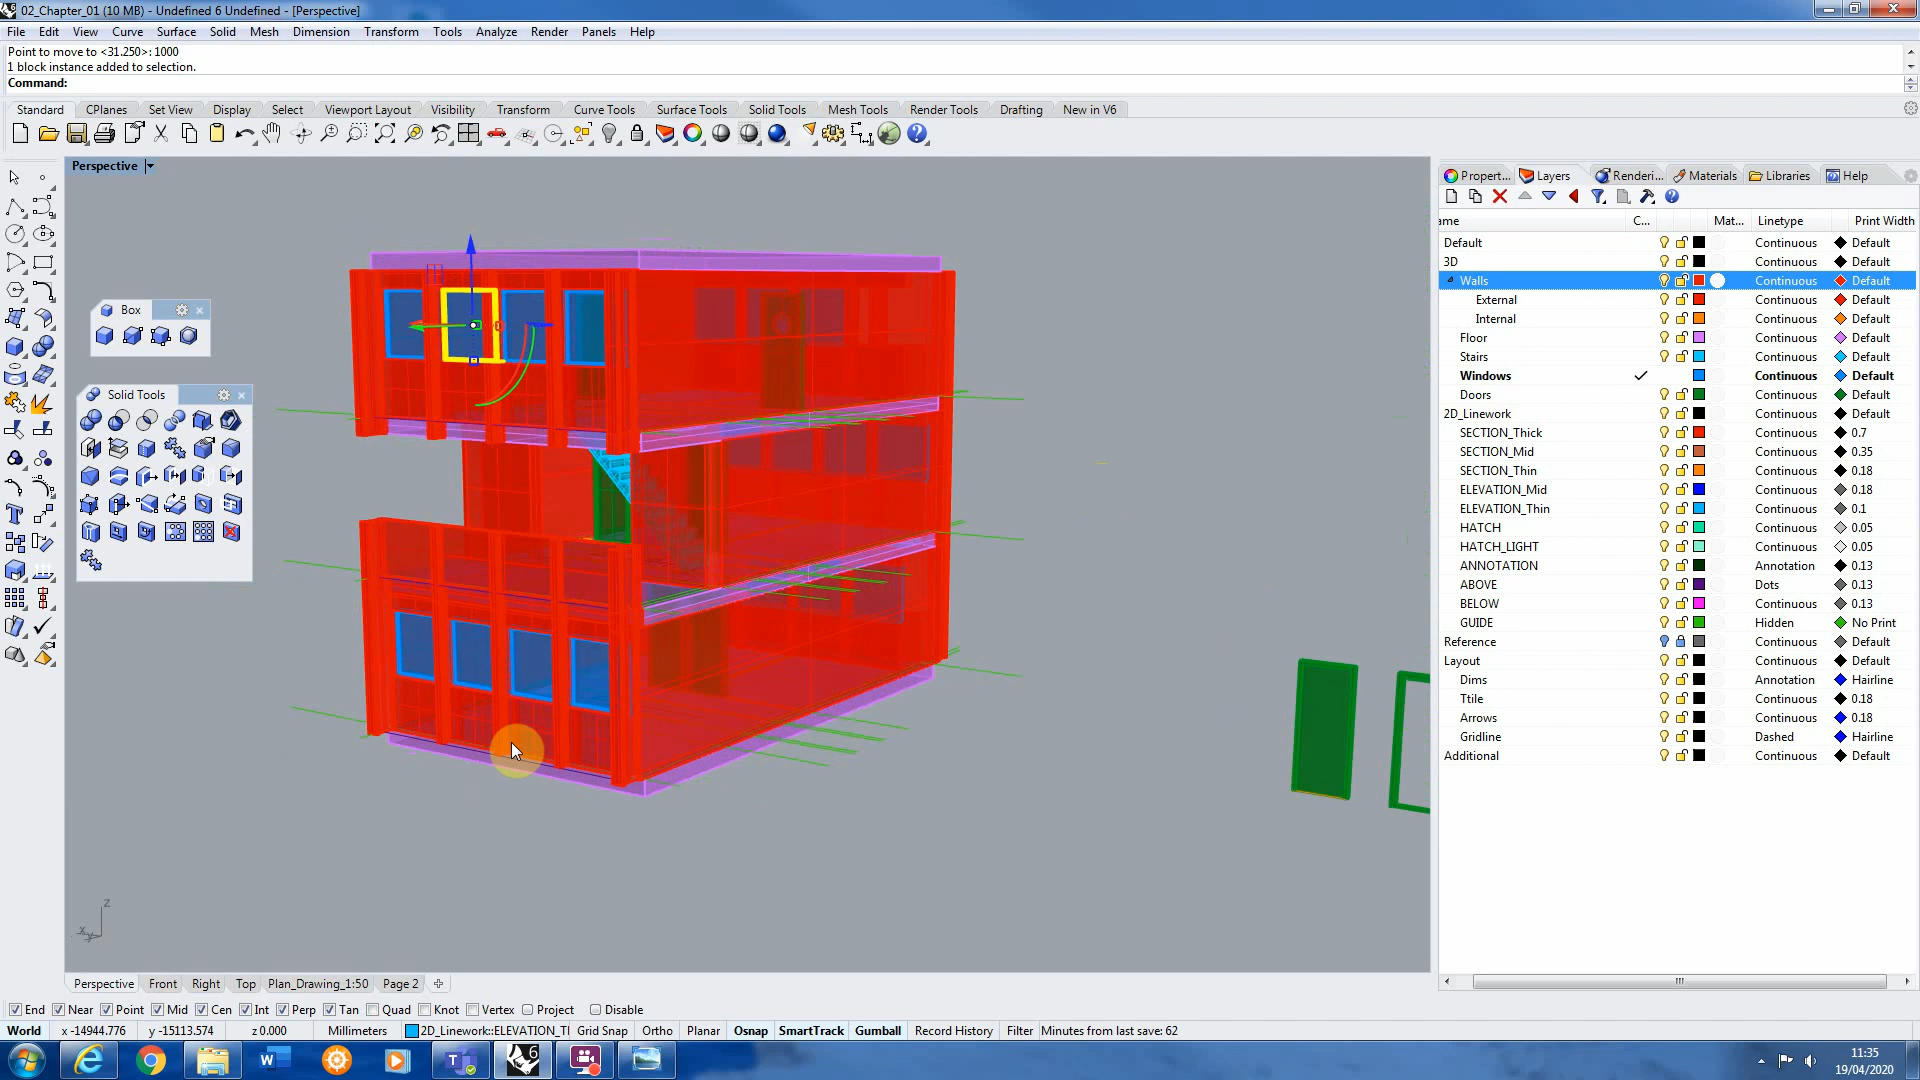 02_Chapter_01 (10 MB) - Undefined 6 Undefined - [Perspective]
File Edit View Curve Surface Solid Mesh Dimension Transform Tools Analyze Render Panels Help
Point to move to <31.250>: 1000
1 block instance added to selection.
Command:
Standard CPlanes Set View Display Select Viewport Layout Visibility Transform Curve Tools Surface Tools Solid Tools Mesh Tools Render Tools Drafting New in V6
Perspective
Propert... Layers Renderi... Materials Libraries Help
ame C... Mat... Linetype Print Width
Default Continuous Default
3D Continuous Default
Walls Continuous Default
External Continuous Default
Internal Continuous Default
Floor Continuous Default
Stairs Continuous Default
Windows Continuous Default
Doors Continuous Default
2D_Linework Continuous Default
SECTION_Thick Continuous 0.7
SECTION_Mid Continuous 0.35
SECTION_Thin Continuous 0.18
ELEVATION_Mid Continuous 0.18
ELEVATION_Thin Continuous 0.1
HATCH Continuous 0.05
HATCH_LIGHT Continuous 0.05
ANNOTATION Annotation 0.13
ABOVE Dots 0.13
BELOW Continuous 0.13
GUIDE Hidden No Print
Reference Continuous Default
Layout Continuous Default
Dims Annotation Hairline
Ttile Continuous 0.18
Arrows Continuous 0.18
Gridline Dashed Hairline
Additional Continuous Default
Box
Solid Tools
z
x
y
Perspective Front Right Top Plan_Drawing_1:50 Page 2
End Near Point Mid Cen Int Perp Tan Quad Knot Vertex Project Disable
World x -14944.776 y -15113.574 z 0.000 Millimeters 2D_Linework::ELEVATION_TI Grid Snap Ortho Planar Osnap SmartTrack Gumball Record History Filter Minutes from last save: 62
11:35
19/04/2020